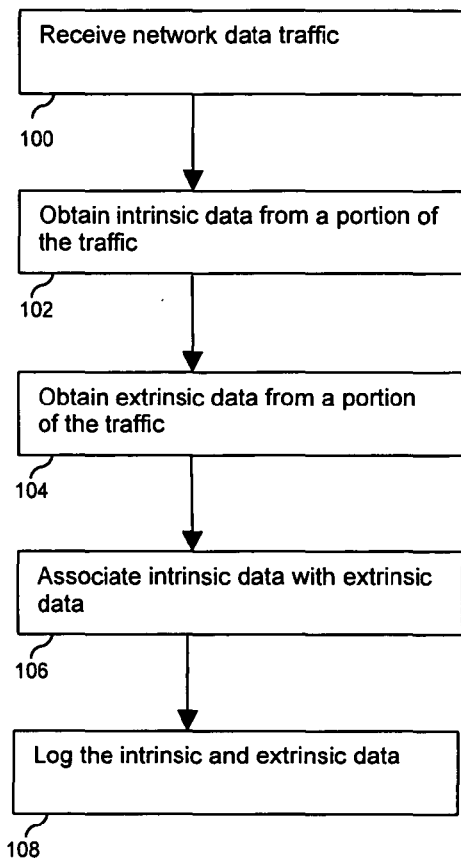 Receive network data traffic
100
Obtain intrinsic data from a portion of
the traffic
102
Obtain extrinsic data from a portion
of the traffic
104
Associate intrinsic data with extrinsic
data
106
Log the intrinsic and extrinsic data
108